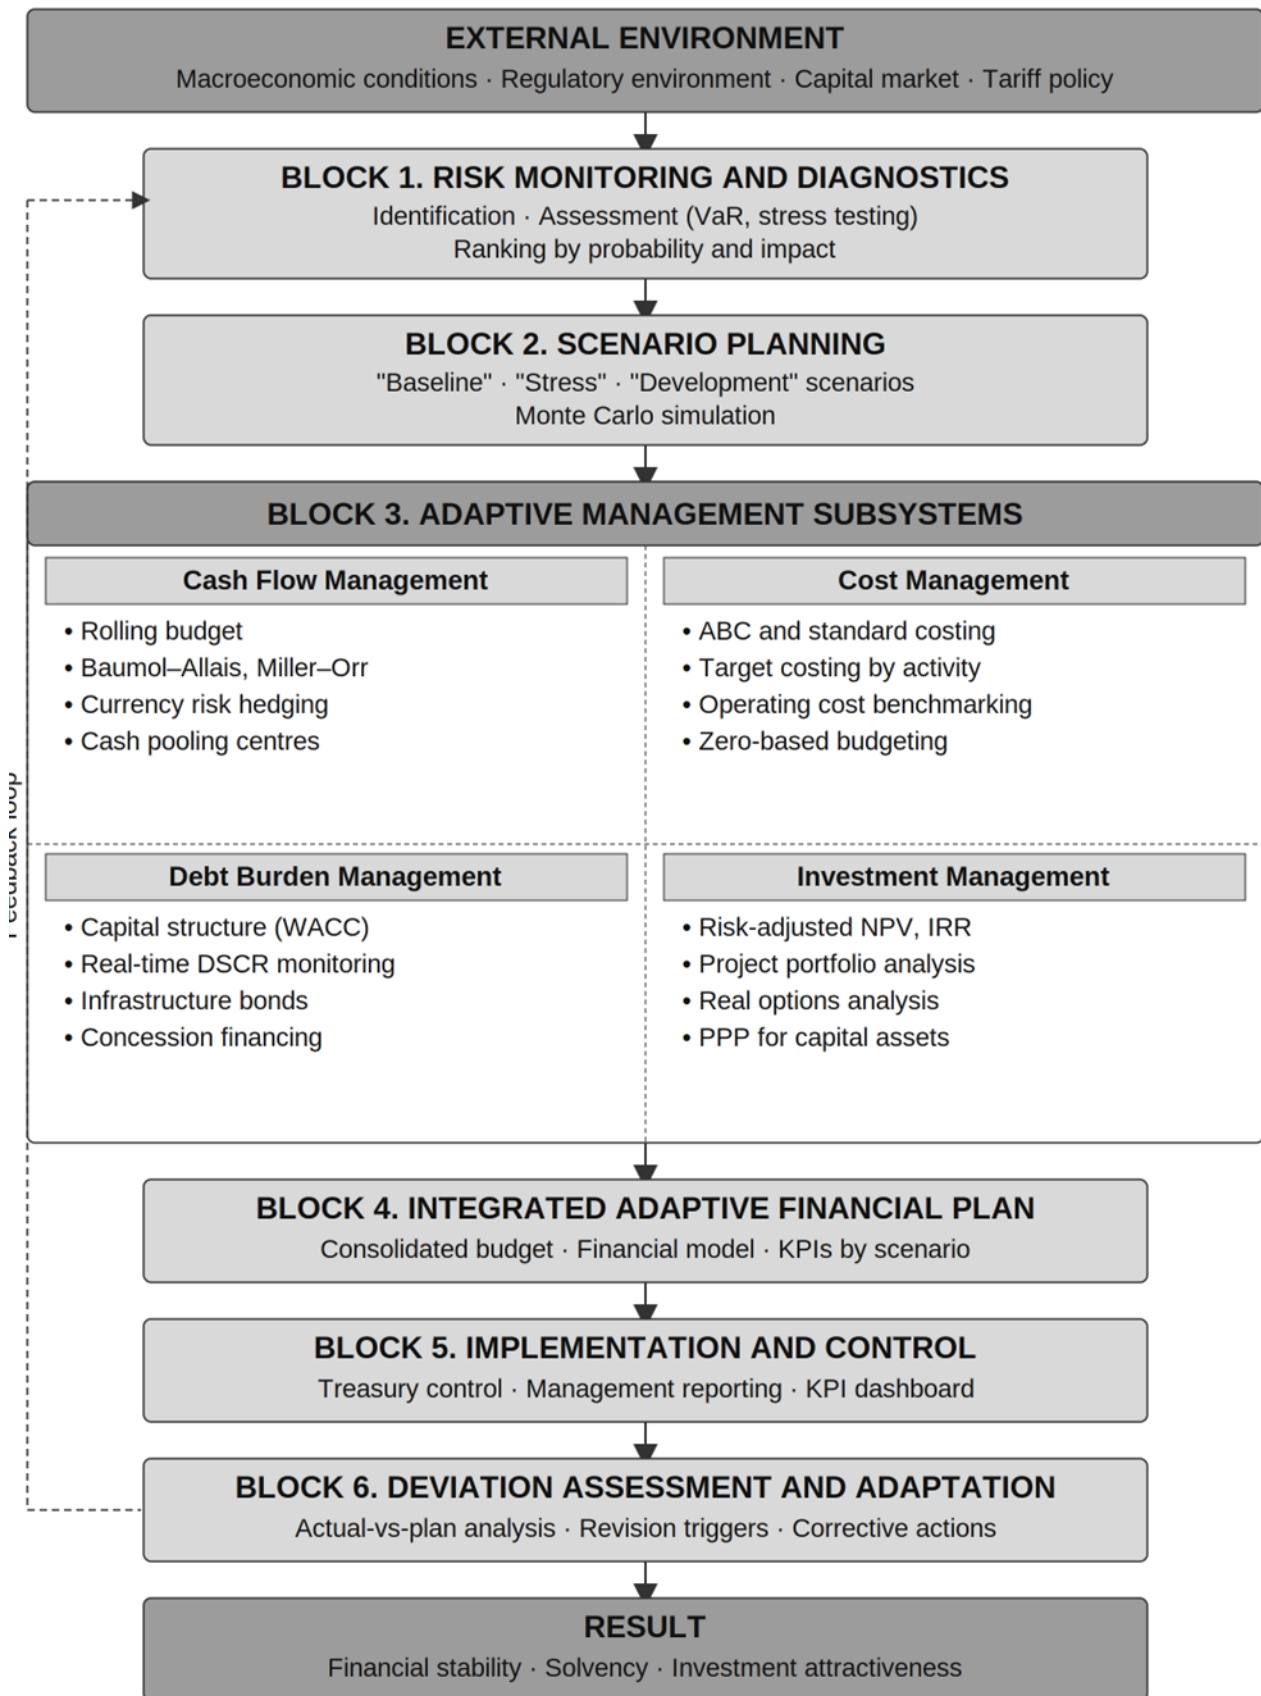 EXTERNAL ENVIRONMENT
Macroeconomic conditions · Regulatory environment · Capital market · Tariff policy
BLOCK 1. RISK MONITORING AND DIAGNOSTICS
Identification · Assessment (VaR, stress testing)
Ranking by probability and impact
BLOCK 2. SCENARIO PLANNING
"Baseline" · "Stress" · "Development" scenarios
Monte Carlo simulation
BLOCK 3. ADAPTIVE MANAGEMENT SUBSYSTEMS
Cash Flow Management
• Rolling budget
• Baumol–Allais, Miller–Orr
• Currency risk hedging
• Cash pooling centres
Cost Management
• ABC and standard costing
• Target costing by activity
• Operating cost benchmarking
• Zero-based budgeting
Feedback loop
Debt Burden Management
• Capital structure (WACC)
• Real-time DSCR monitoring
• Infrastructure bonds
• Concession financing
Investment Management
• Risk-adjusted NPV, IRR
• Project portfolio analysis
• Real options analysis
• PPP for capital assets
BLOCK 4. INTEGRATED ADAPTIVE FINANCIAL PLAN
Consolidated budget · Financial model · KPIs by scenario
BLOCK 5. IMPLEMENTATION AND CONTROL
Treasury control · Management reporting · KPI dashboard
BLOCK 6. DEVIATION ASSESSMENT AND ADAPTATION
Actual-vs-plan analysis · Revision triggers · Corrective actions
RESULT
Financial stability · Solvency · Investment attractiveness